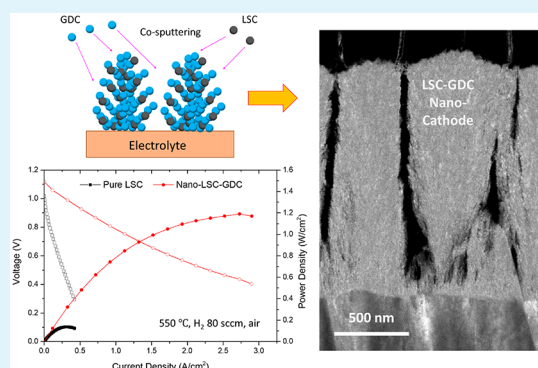 GDC
Co-sputtering
LSC
Electrolyte
LSC-GDC
Nano-
Cathode
500 nm
Pure LSC
Nano-LSC-GDC
1.2
1.0
0.8
0.6
0.4
0.2
0.0
Voltage (V)
1.6
1.4
1.2
1.0
0.8
0.6
0.4
0.2
0.0
Power Density (W/cm²)
550 ℃, H₂ 80 sccm, air
0.0
0.5
1.0
1.5
2.0
2.5
3.0
Current Density (A/cm²)